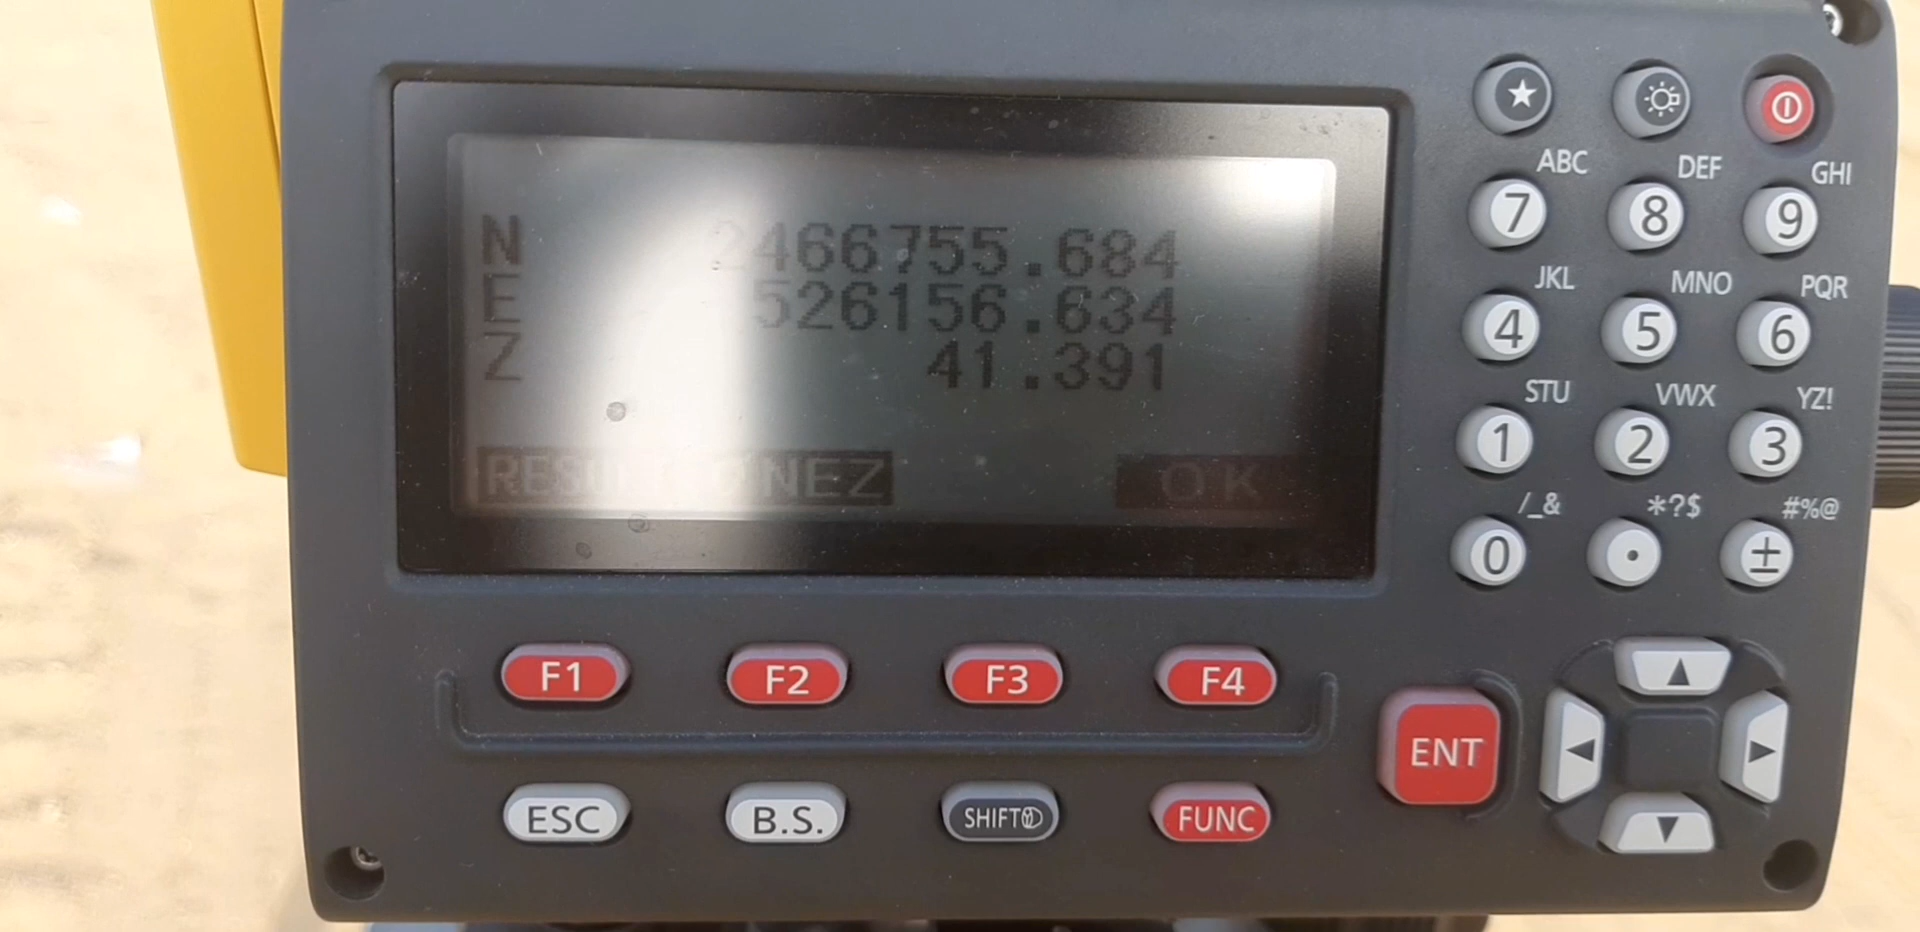 N 2466755.684
E 526156.634
Z 41.391
NEZ OK
ABC DEF GHI
7 8 9
JKL MNO PQR
4 5 6
STU VWX YZ!
1 2 3
/_& *?$ #%@
0 . ±
F1 F2 F3 F4
ENT
ESC B.S. SHIFT FUNC